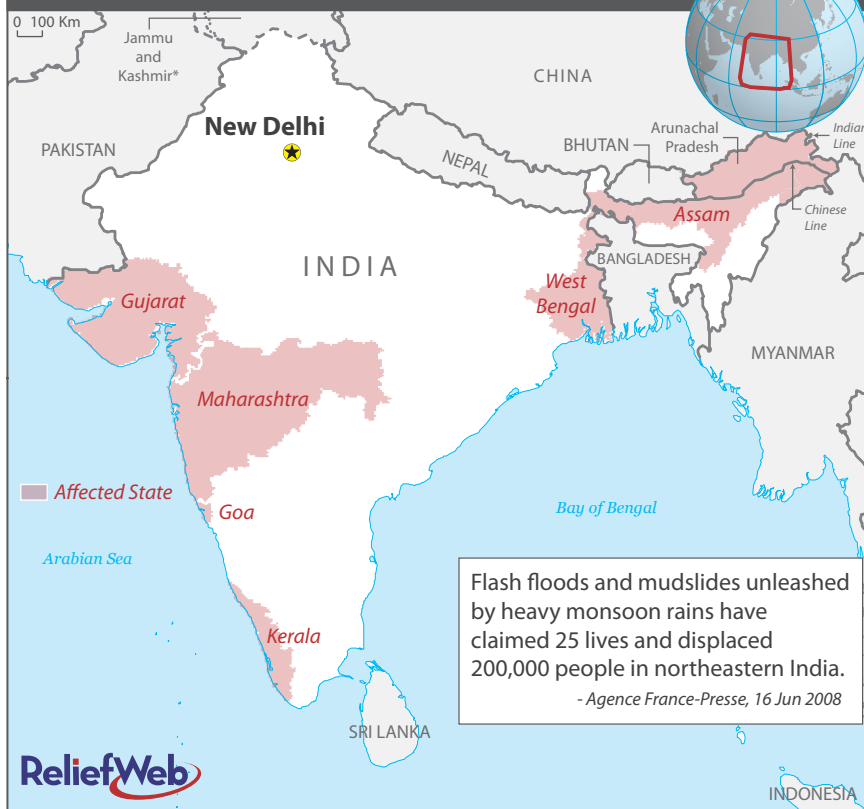 0 100 Km
Jammu
and
Kashmir*
CHINA
New Delhi
PAKISTAN
NEPAL
BHUTAN
Arunachal
Pradesh
Indian
Line
Chinese
Line
Assam
INDIA
BANGLADESH
Gujarat
West
Bengal
MYANMAR
Maharashtra
Affected State
Goa
Bay of Bengal
Arabian Sea
Kerala
Flash floods and mudslides unleashed
by heavy monsoon rains have
claimed 25 lives and displaced
200,000 people in northeastern India.
- Agence France-Presse, 16 Jun 2008
SRI LANKA
ReliefWeb
INDONESIA